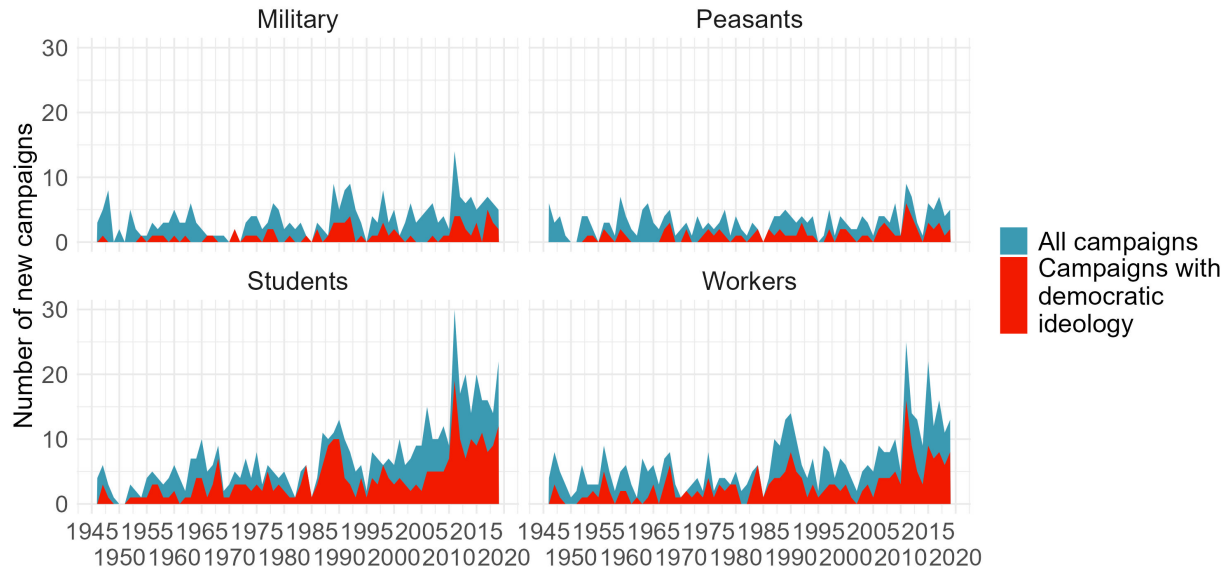 Military
Peasants
30
20
10
0
Students
Workers
30
20
10
0
Number of new campaigns
1945 1955 1965 1975 1985 1995 2005 2015
1950 1960 1970 1980 1990 2000 2010 2020
1945 1955 1965 1975 1985 1995 2005 2015
1950 1960 1970 1980 1990 2000 2010 2020
All campaigns
Campaigns with
democratic
ideology